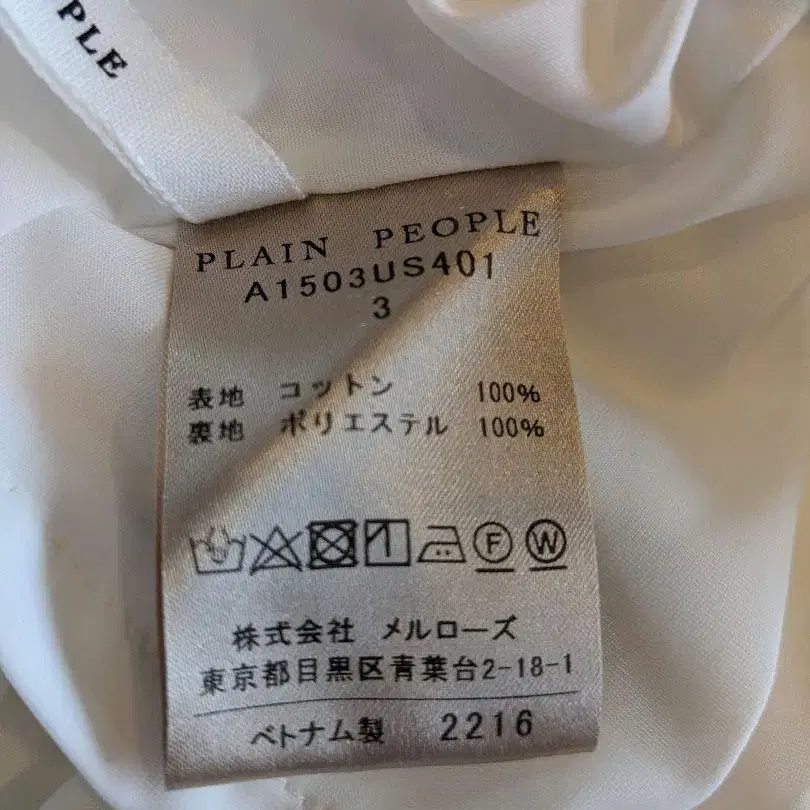 PLE
PLAIN PEOPLE
A1503US401
3
表地 コットン 100%
裏地 ポリエステル 100%
F W
株式会社 メルローズ
東京都目黒区青葉台2-18-1
ベトナム製 2216